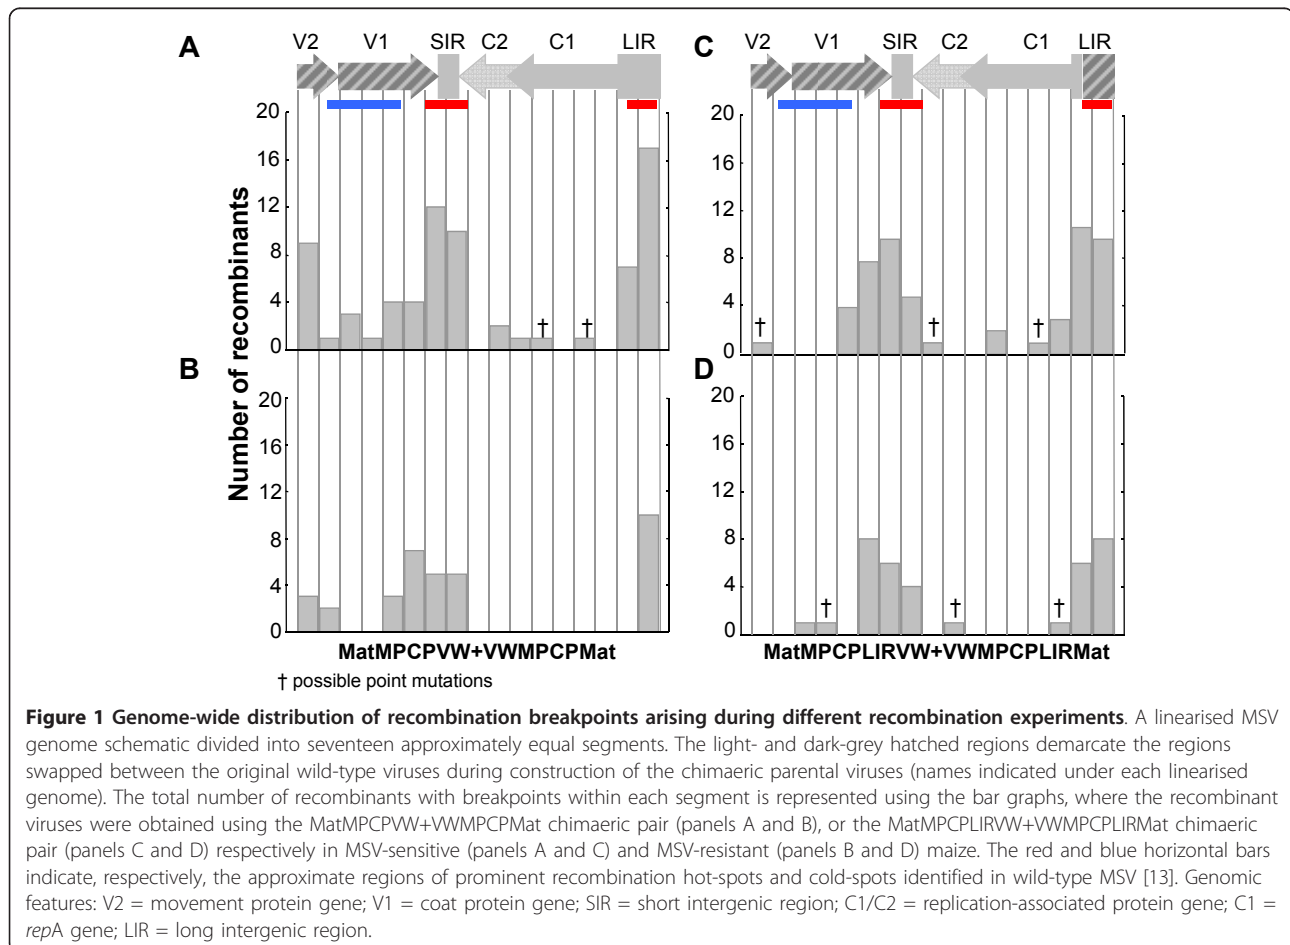 A
V2 V1 SIR C2 C1 LIR
20
16
12
8
4
0
† †
B
20
16
12
8
4
0
Number of recombinants
MatMPCPVW+VWMPCPMat
† possible point mutations
C
V2 V1 SIR C2 C1 LIR
20
16
12
8
4
0
† † †
D
20
16
12
8
4
0
† † †
MatMPCPLIRVW+VWMPCPLIRMat
Figure 1 Genome-wide distribution of recombination breakpoints arising during different recombination experiments. A linearised MSV
genome schematic divided into seventeen approximately equal segments. The light- and dark-grey hatched regions demarcate the regions
swapped between the original wild-type viruses during construction of the chimaeric parental viruses (names indicated under each linearised
genome). The total number of recombinants with breakpoints within each segment is represented using the bar graphs, where the recombinant
viruses were obtained using the MatMPCPVW+VWMPCPMat chimaeric pair (panels A and B), or the MatMPCPLIRVW+VWMPCPLIRMat chimaeric
pair (panels C and D) respectively in MSV-sensitive (panels A and C) and MSV-resistant (panels B and D) maize. The red and blue horizontal bars
indicate, respectively, the approximate regions of prominent recombination hot-spots and cold-spots identified in wild-type MSV [13]. Genomic
features: V2 = movement protein gene; V1 = coat protein gene; SIR = short intergenic region; C1/C2 = replication-associated protein gene; C1 =
repA gene; LIR = long intergenic region.